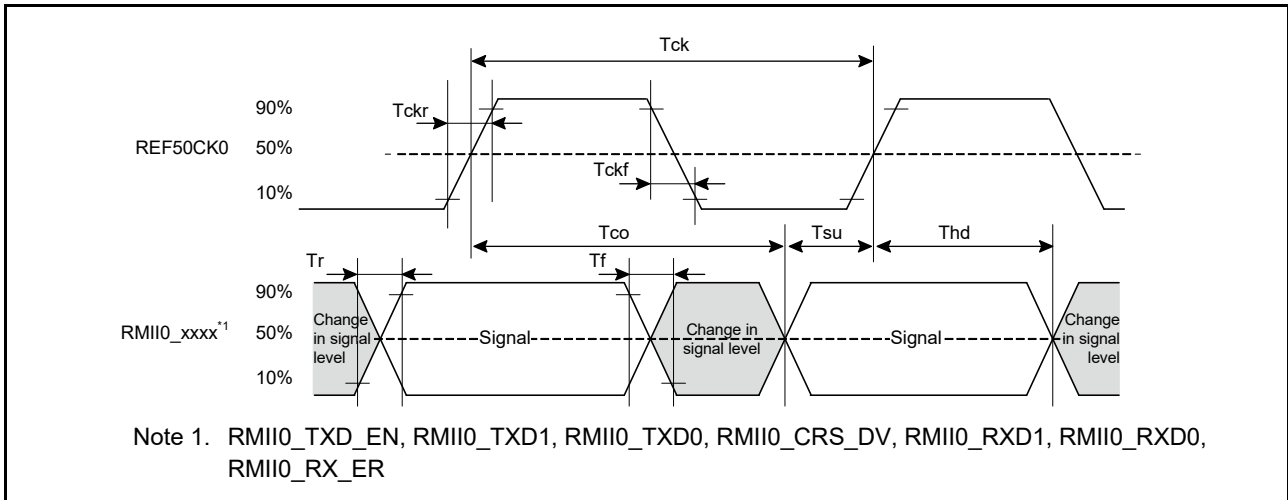 Tck
90%
Tckr
REF50CK0 50%
Tckf
10%
Tco Tsu Thd
Tr Tf
90%
Change in signal level
RMII0_xxxx*1 50% Signal Change in signal level Signal Change in signal level
10%
Note 1. RMII0_TXD_EN, RMII0_TXD1, RMII0_TXD0, RMII0_CRS_DV, RMII0_RXD1, RMII0_RXD0,
RMII0_RX_ER